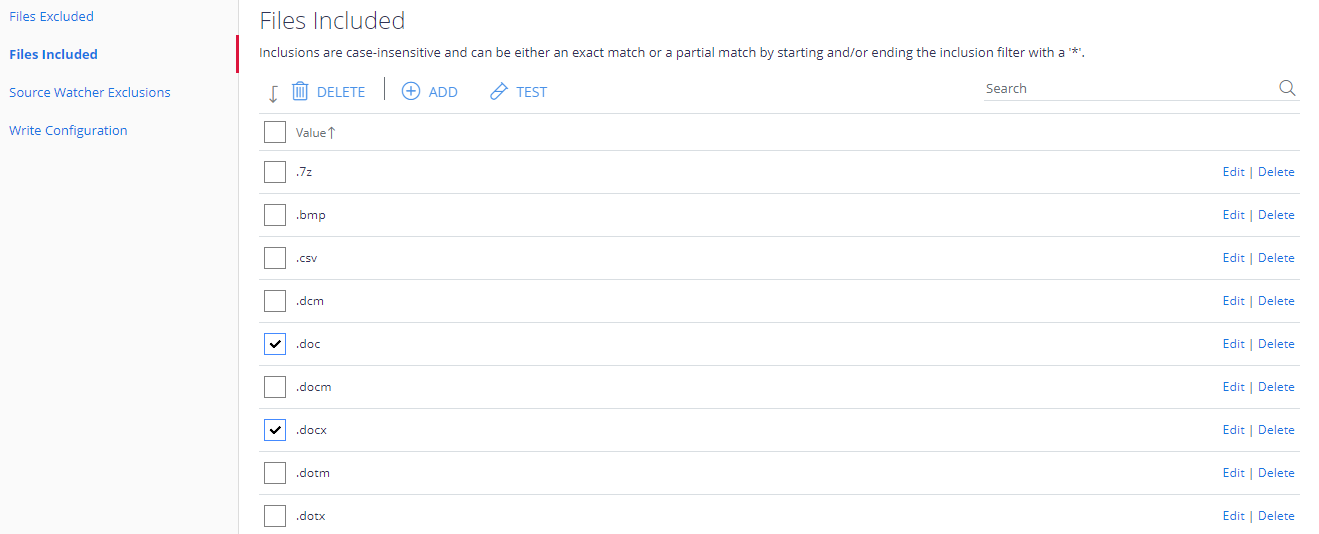 Files Excluded
Files Included
Source Watcher Exclusions
Write Configuration
Files Included
Inclusions are case-insensitive and can be either an exact match or a partial match by starting and/or ending the inclusion filter with a '*'.
DELETE | ADD TEST Search
Value↑
.7z Edit | Delete
.bmp Edit | Delete
.csv Edit | Delete
.dcm Edit | Delete
.doc Edit | Delete
.docm Edit | Delete
.docx Edit | Delete
.dotm Edit | Delete
.dotx Edit | Delete